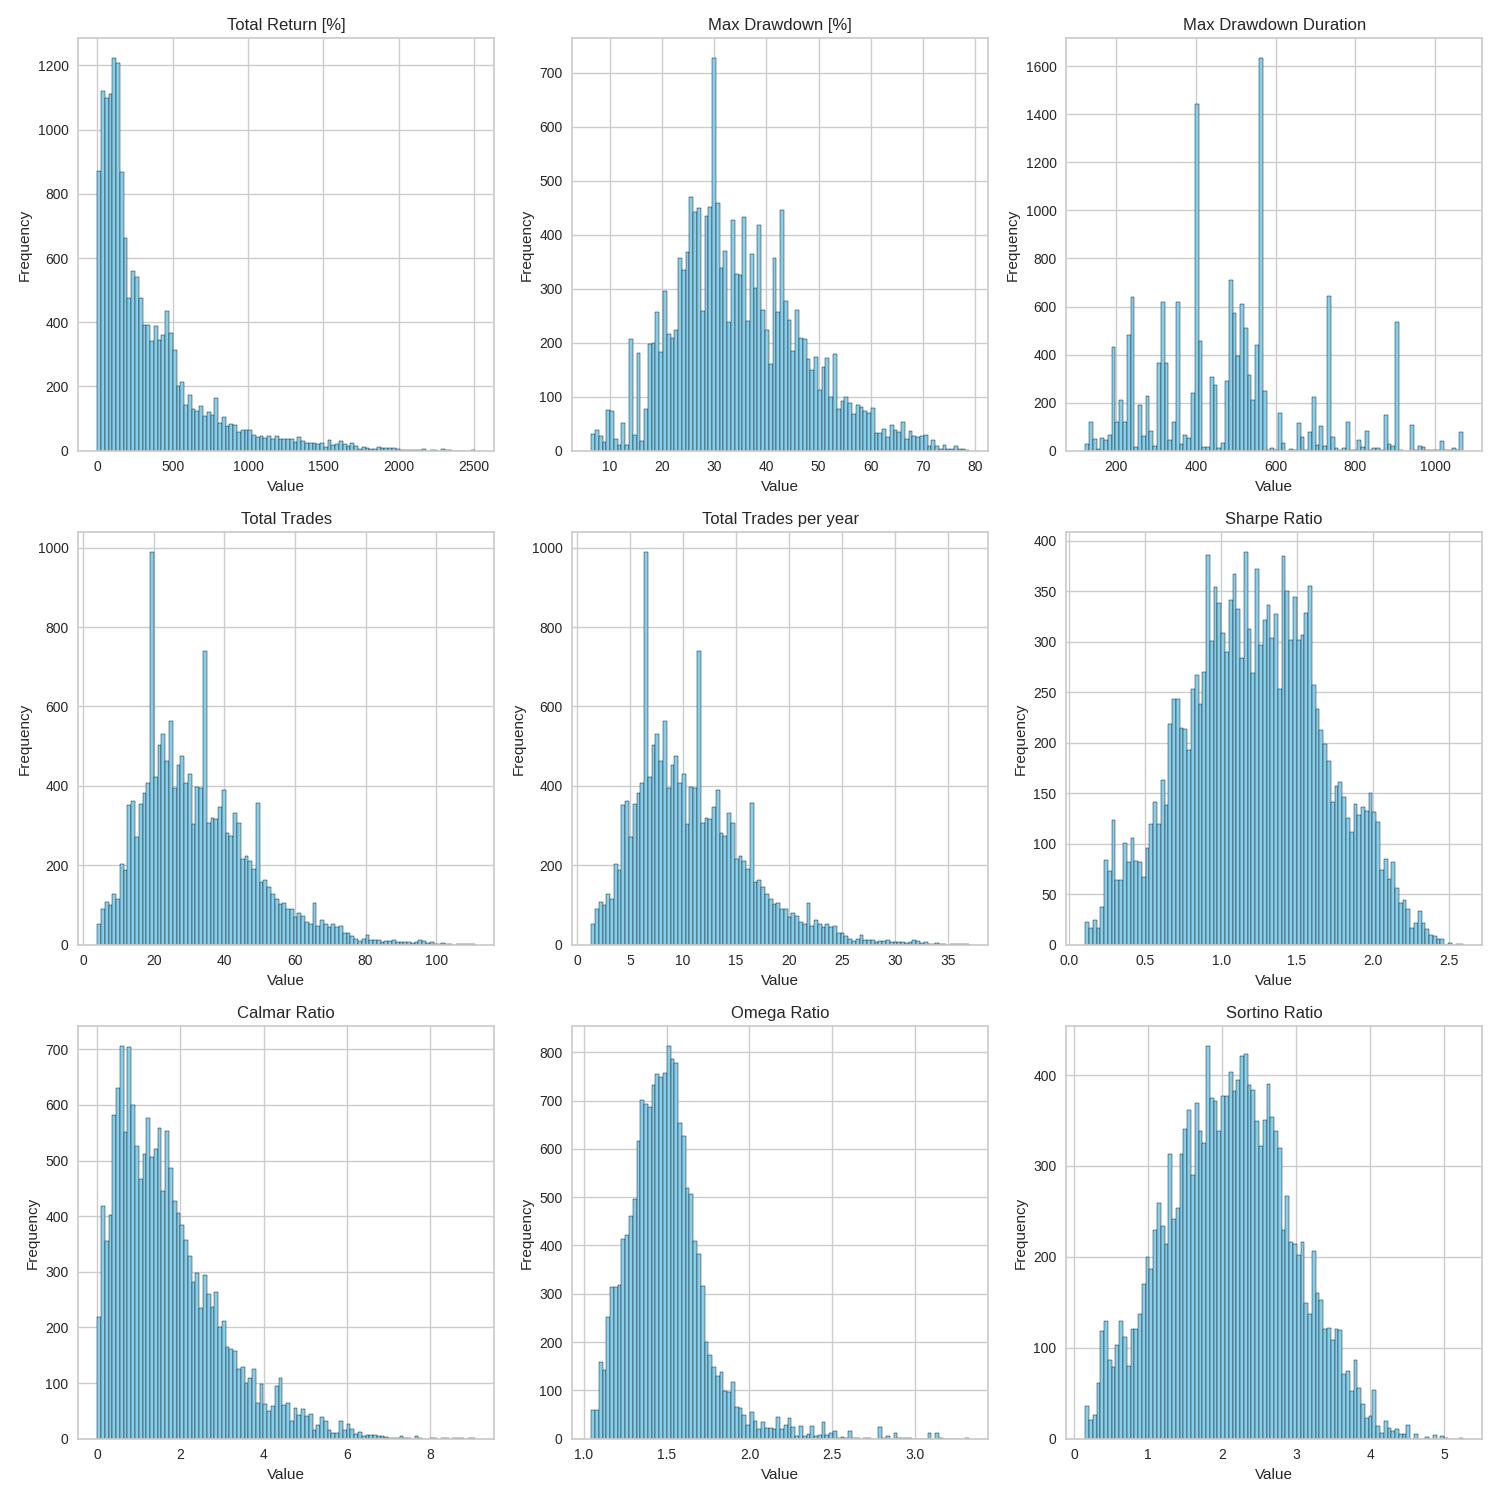 Total Return [%]
Frequency
1200
1000
800
600
400
200
0
0 500 1000 1500 2000 2500
Value
Max Drawdown [%]
Frequency
700
600
500
400
300
200
100
0
10 20 30 40 50 60 70 80
Value
Max Drawdown Duration
Frequency
1600
1400
1200
1000
800
600
400
200
0
200 400 600 800 1000
Value
Total Trades
Frequency
1000
800
600
400
200
0
0 20 40 60 80 100
Value
Total Trades per year
Frequency
1000
800
600
400
200
0
0 5 10 15 20 25 30 35
Value
Sharpe Ratio
Frequency
400
350
300
250
200
150
100
50
0
0.0 0.5 1.0 1.5 2.0 2.5
Value
Calmar Ratio
Frequency
700
600
500
400
300
200
100
0
0 2 4 6 8
Value
Omega Ratio
Frequency
800
700
600
500
400
300
200
100
0
1.0 1.5 2.0 2.5 3.0
Value
Sortino Ratio
Frequency
400
300
200
100
0
0 1 2 3 4 5
Value